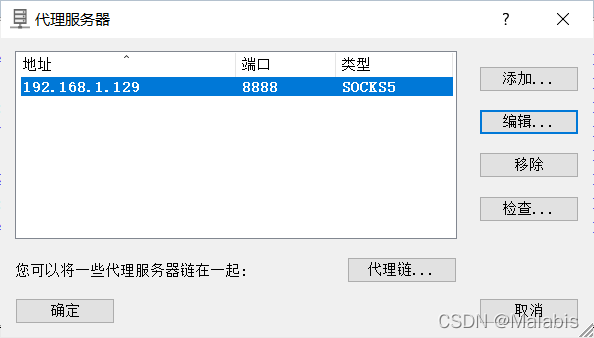 代理服务器
地址 端口 类型
192.168.1.129 8888 SOCKS5
添加...
编辑...
移除
检查...
您可以将一些代理服务器链在一起:
代理链...
确定
取消
CSDN @Malabis